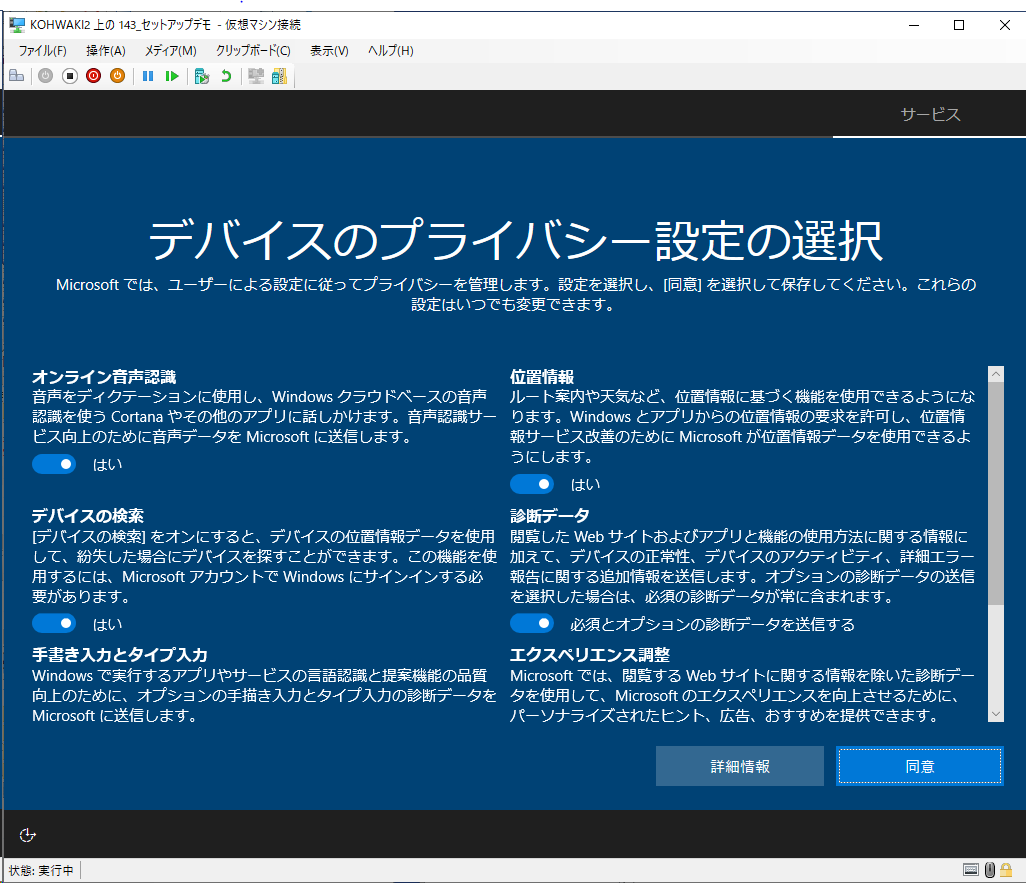 KOHWAKI2 上の 143_セットアップデモ - 仮想マシン接続
ファイル(F) 操作(A) メディア(M) クリップボード(C) 表示(V) ヘルプ(H)
サービス
デバイスのプライバシー設定の選択
Microsoft では、ユーザーによる設定に従ってプライバシーを管理します。設定を選択し、[同意] を選択して保存してください。これらの
設定はいつでも変更できます。
オンライン音声認識
音声をディクテーションに使用し、Windows クラウドベースの音声
認識を使う Cortana やその他のアプリに話しかけます。音声認識サー
ビス向上のために音声データを Microsoft に送信します。
はい
位置情報
ルート案内や天気など、位置情報に基づく機能を使用できるようにな
ります。Windows とアプリからの位置情報の要求を許可し、位置情
報サービス改善のために Microsoft が位置情報データを使用できるよ
うにします。
はい
デバイスの検索
[デバイスの検索] をオンにすると、デバイスの位置情報データを使用
して、紛失した場合にデバイスを探すことができます。この機能を使
用するには、Microsoft アカウントで Windows にサインインする必
要があります。
はい
診断データ
閲覧した Web サイトおよびアプリと機能の使用方法に関する情報に
加えて、デバイスの正常性、デバイスのアクティビティ、詳細エラー
報告に関する追加情報を送信します。オプションの診断データの送信
を選択した場合は、必須の診断データが常に含まれます。
必須とオプションの診断データを送信する
手書き入力とタイプ入力
Windows で実行するアプリやサービスの言語認識と提案機能の品質
向上のために、オプションの手描き入力とタイプ入力の診断データを
Microsoft に送信します。
エクスペリエンス調整
Microsoft では、閲覧する Web サイトに関する情報を除いた診断デー
タを使用して、Microsoft のエクスペリエンスを向上させるために、
パーソナライズされたヒント、広告、おすすめを提供できます。
詳細情報
同意
状態: 実行中